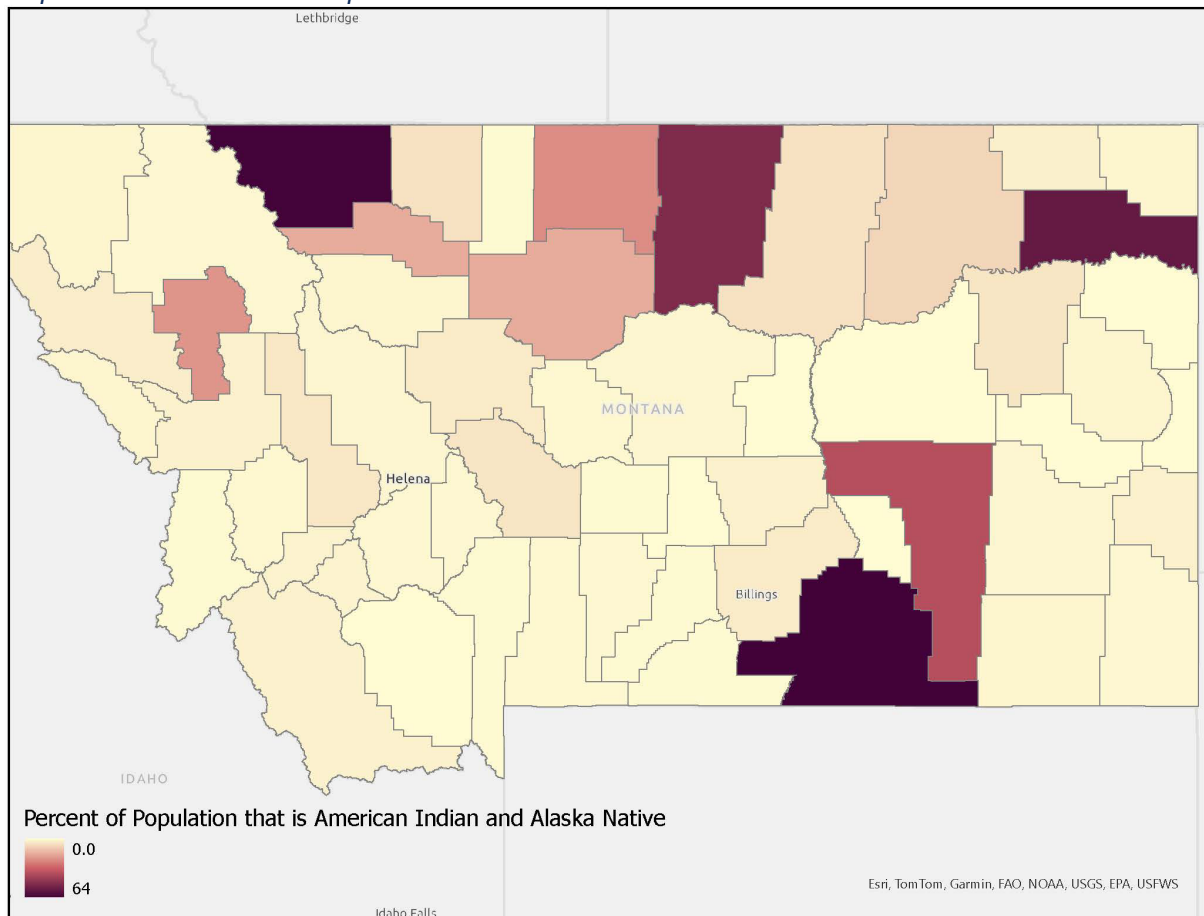 Lethbridge
MONTANA
Helena
Billings
IDAHO
Percent of Population that is American Indian and Alaska Native
0.0
64
Esri, TomTom, Garmin, FAO, NOAA, USGS, EPA, USFWS
Idaho Falls